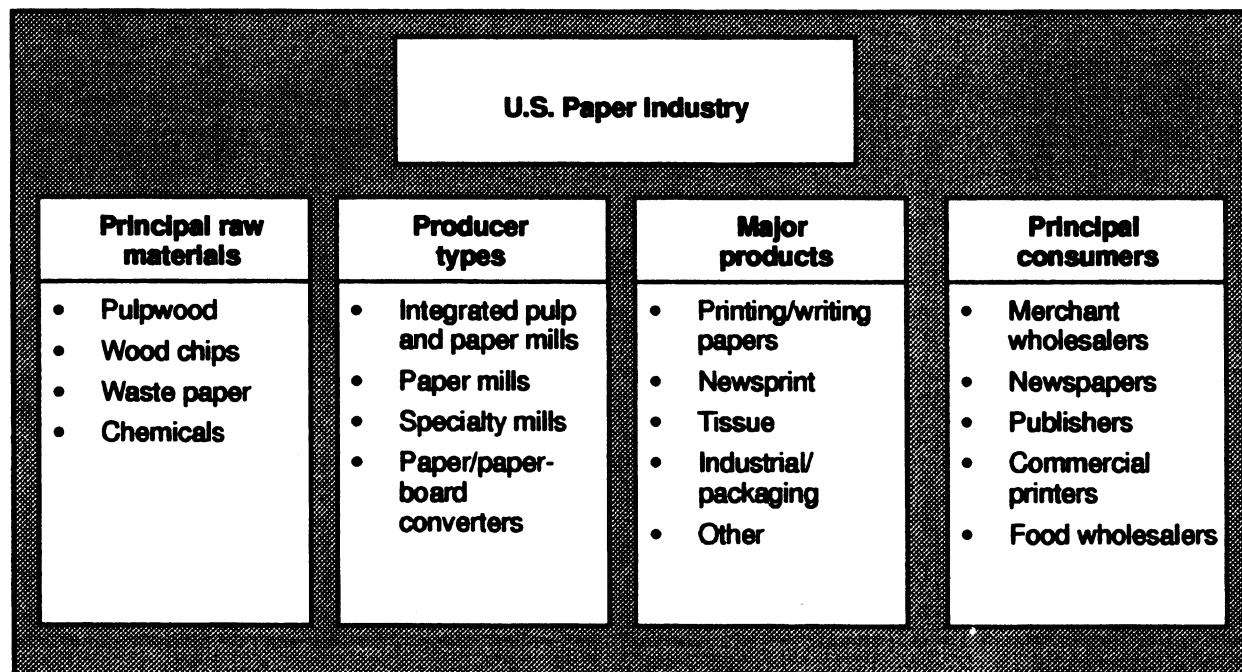 U.S. Paper Industry
Principal raw
materials
• Pulpwood
• Wood chips
• Waste paper
• Chemicals
Producer
types
• Integrated pulp
and paper mills
• Paper mills
• Specialty mills
• Paper/paper-
board
converters
Major
products
• Printing/writing
papers
• Newsprint
• Tissue
• Industrial/
packaging
• Other
Principal
consumers
• Merchant
wholesalers
• Newspapers
• Publishers
• Commercial
printers
• Food wholesalers